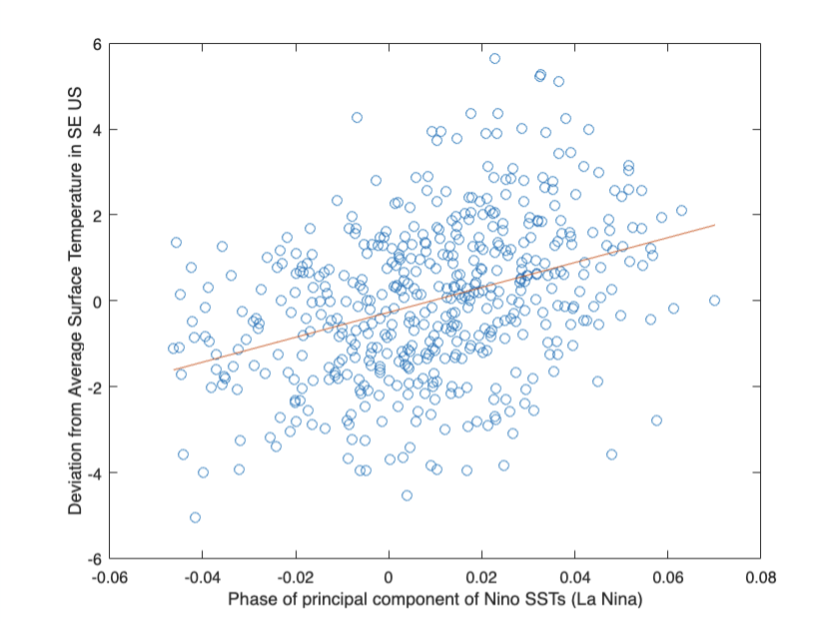 Deviation from Average Surface Temperature in SE US
6
4
2
0
-2
-4
-6
-0.06 -0.04 -0.02 0 0.02 0.04 0.06 0.08
Phase of principal component of Nino SSTs (La Nina)